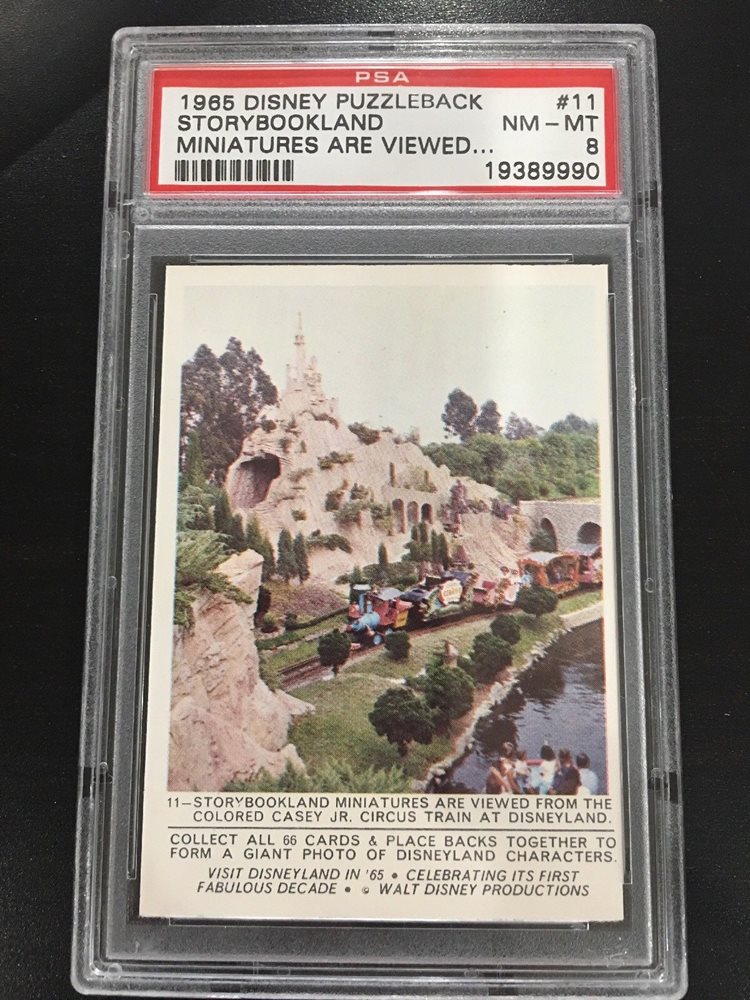 PSA
1965 DISNEY PUZZLEBACK #11
STORYBOOKLAND NM - MT
MINIATURES ARE VIEWED... 8
19389990
11—STORYBOOKLAND MINIATURES ARE VIEWED FROM THE
COLORED CASEY JR. CIRCUS TRAIN AT DISNEYLAND.
COLLECT ALL 66 CARDS & PLACE BACKS TOGETHER TO
FORM A GIANT PHOTO OF DISNEYLAND CHARACTERS.
VISIT DISNEYLAND IN '65 • CELEBRATING ITS FIRST
FABULOUS DECADE • © WALT DISNEY PRODUCTIONS